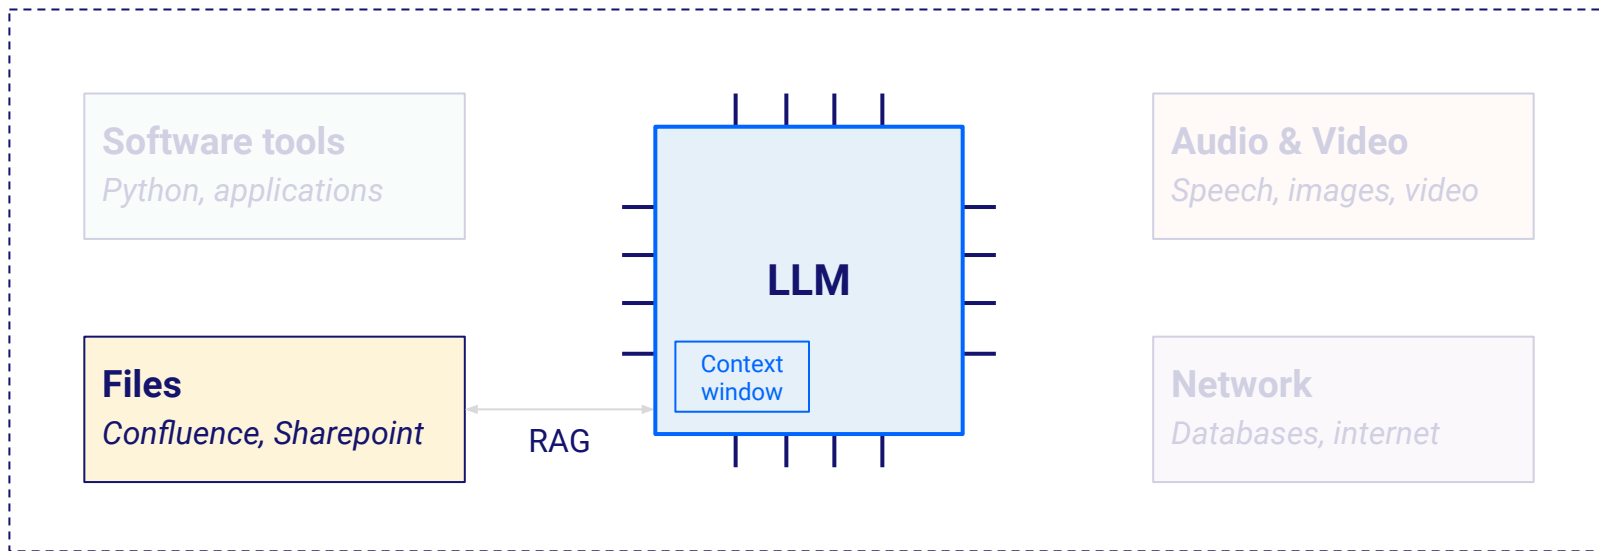 Software tools
Python, applications
Audio & Video
Speech, images, video
LLM
Context
window
Files
Confluence, Sharepoint
RAG
Network
Databases, internet